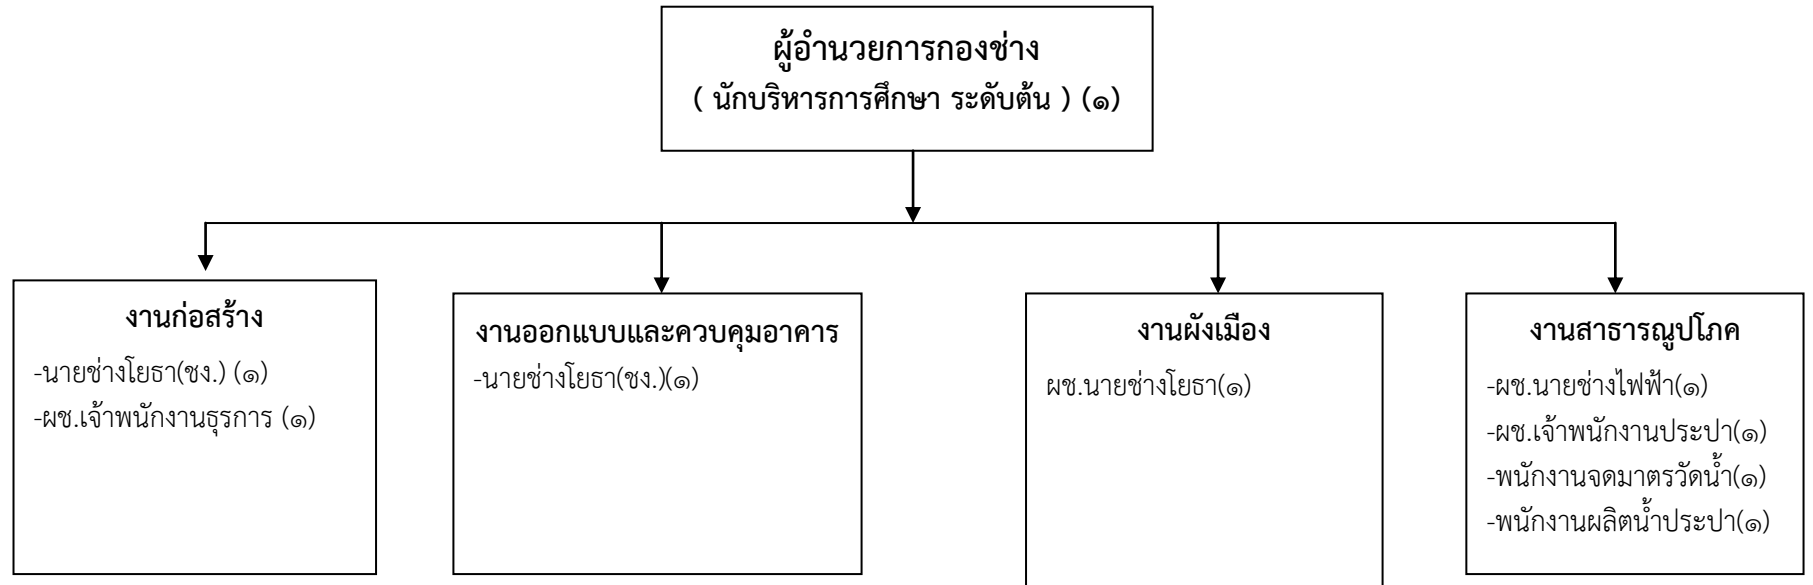 ผู้อำนวยการกองช่าง
( นักบริหารการศึกษา ระดับต้น ) (๑)
งานก่อสร้าง
-นายช่างโยธา(ชง.) (๑)
-ผช.เจ้าพนักงานธุรการ (๑)
งานออกแบบและควบคุมอาคาร
-นายช่างโยธา(ชง.)(๑)
งานผังเมือง
ผช.นายช่างโยธา(๑)
งานสาธารณูปโภค
-ผช.นายช่างไฟฟ้า(๑)
-ผช.เจ้าพนักงานประปา(๑)
-พนักงานจดมาตรวัดน้ำ(๑)
-พนักงานผลิตน้ำประปา(๑)